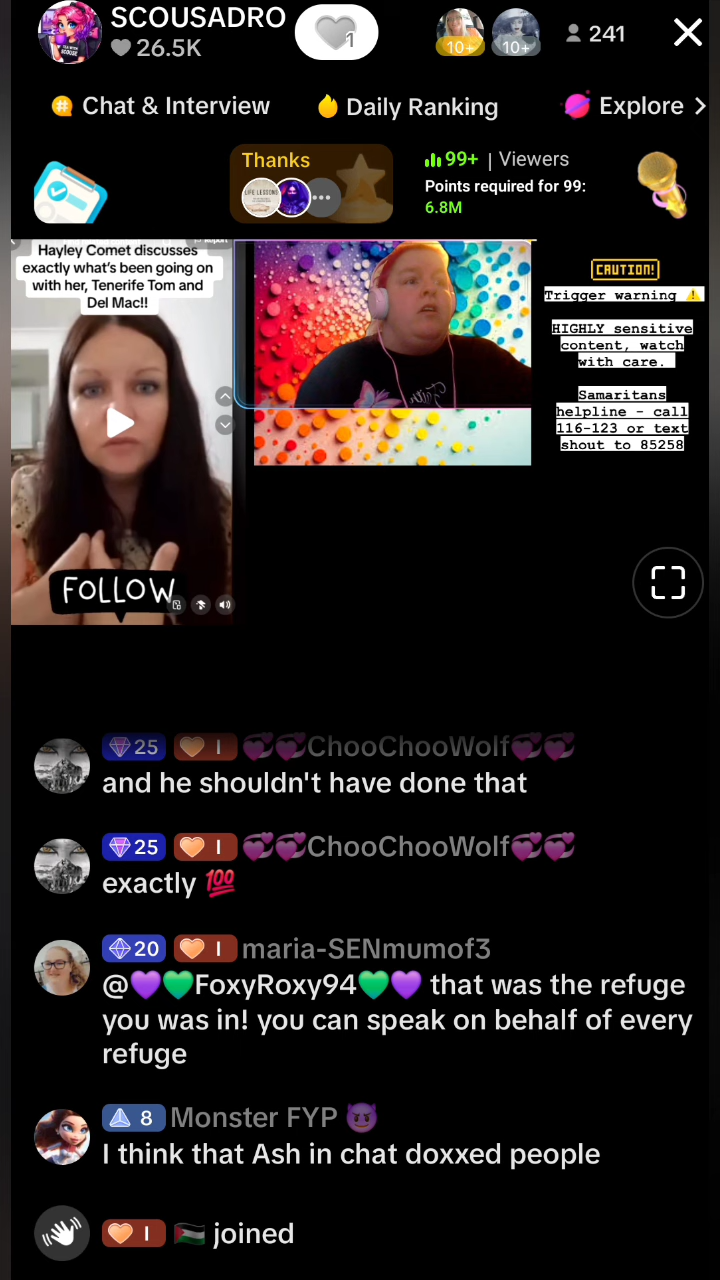 SCOUSADRO
26.5K
1
10+
10+
241
Chat & Interview
Daily Ranking
Explore
Thanks
LIFE LESSONS
99+ | Viewers
Points required for 99:
6.8M
Hayley Comet discusses
exactly what's been going on
with her, Tenerife Tom and
Del Mac!!
FOLLOW
CAUTION!
Trigger warning ⚠️
HIGHLY sensitive
content, watch
with care.
Samaritans
helpline - call
116-123 or text
shout to 85258
25 I 💞💞ChooChooWolf💞💞
and he shouldn't have done that
25 I 💞💞ChooChooWolf💞💞
exactly 💯
20 I maria-SENmumof3
@💜💚FoxyRoxy94💚💜 that was the refuge
you was in! you can speak on behalf of every
refuge
8 Monster FYP 😈
I think that Ash in chat doxxed people
I 🇵🇸 joined